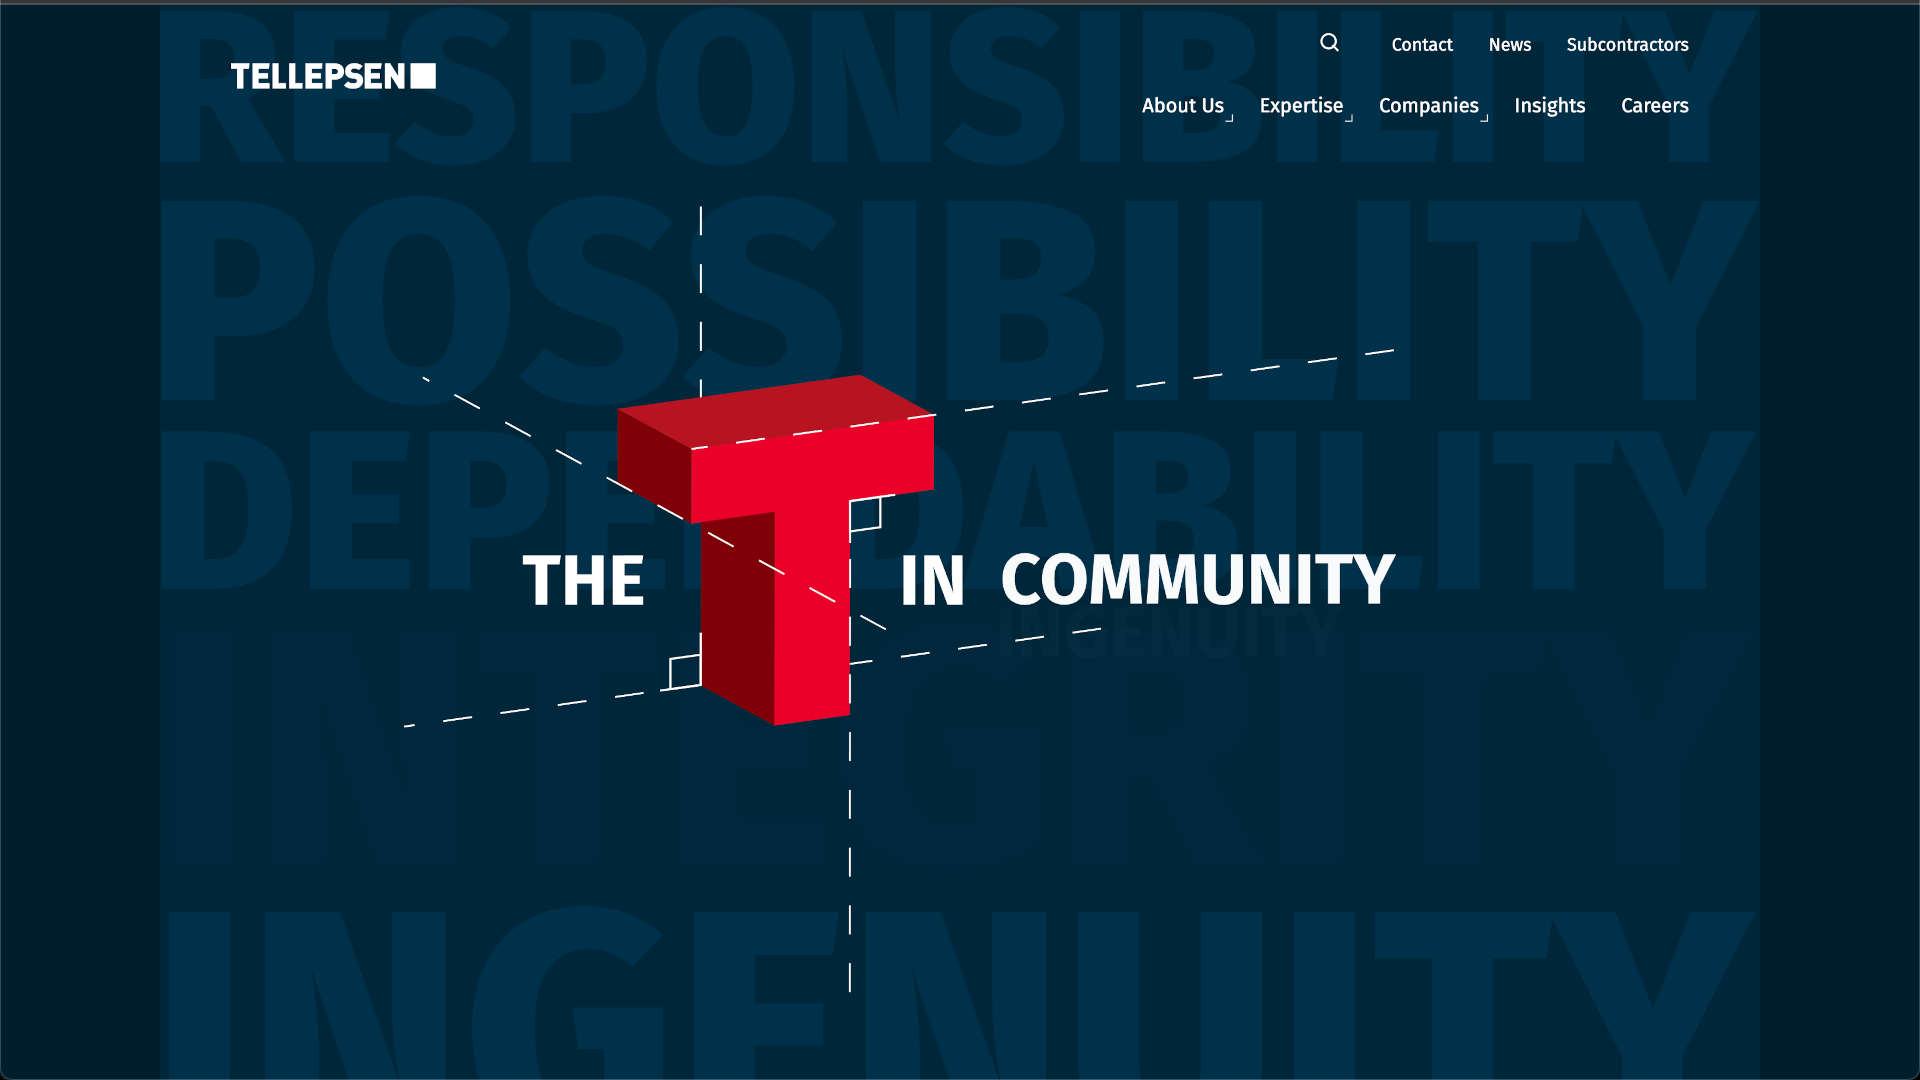 RESPONSIBILITY
TELLEPSEN
Contact News Subcontractors
About Us Expertise Companies Insights Careers
POSSIBILITY
DEPENDABILITY
THE T IN COMMUNITY
INGENUITY
INTEGRITY
INGENUITY